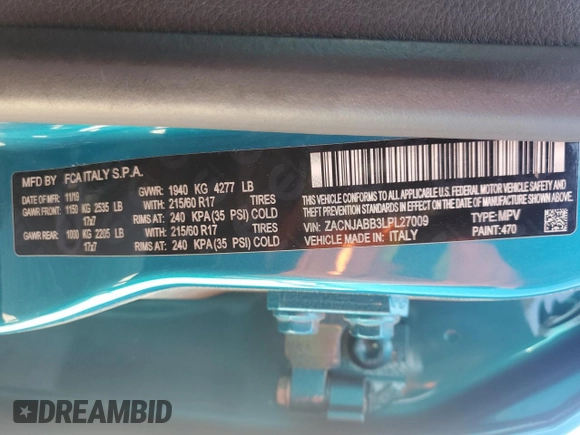 MFD BY FCA ITALY S.P.A.
DATE OF MFR: 11/19 GVWR: 1940 KG 4277 LB
GAWR FRONT: 1150 KG 2535 LB 215/60 R17 TIRES
17x7 RIMS AT: 240 KPA(35 PSI) COLD
GAWR REAR: 1000 KG 2205 LB WITH: 215/60 R17 TIRES
17x7 RIMS AT: 240 KPA(35 PSI) COLD
THIS VEHICLE CONFORMS TO ALL APPLICABLE U.S.A. FEDERAL MOTOR VEHICLE SAFETY AND THEFT PREVENTION STANDARDS IN EFFECT ON THE DATE OF MANUFACTURE SHOWN ABOVE.
VIN: ZACNJABB3LPL27009 TYPE: MPV
VEHICLE MADE IN: ITALY PAINT: 470
DREAMBID